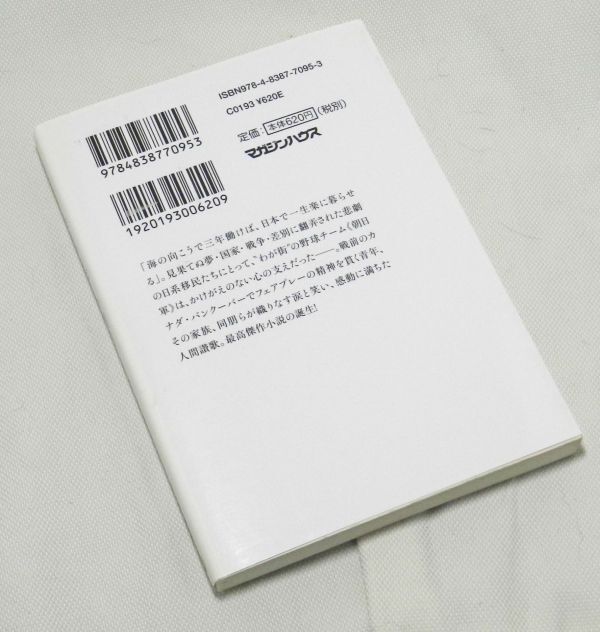 9784838770953
1920193006209
ISBN978-4-8387-7095-3
C0193 ¥620E
定価：本体620円（税別）
マガジンハウス
「海の向こうで三年働けば、日本で一生楽に暮らせ
る」。見果てぬ夢・国家・戦争・差別に翻弄された悲劇
の日系移民たちにとって、“わが街”の野球チーム《朝日
軍》は、かけがえのない心の支えだった――。戦前のカ
ナダ・バンクーバーでフェアプレーの精神を貫く青年、
その家族、同朋らが織りなす涙と笑い、感動に満ちた
人間讃歌。最高傑作小説の誕生!